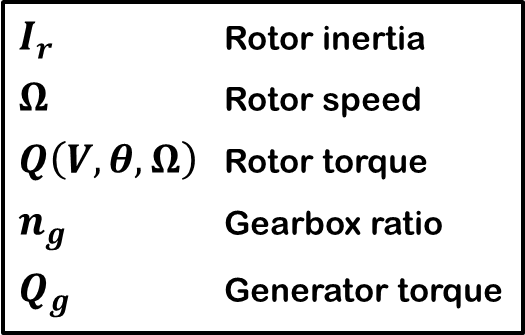 I_r Rotor inertia
Ω Rotor speed
Q(V, θ, Ω) Rotor torque
n_g Gearbox ratio
Q_g Generator torque